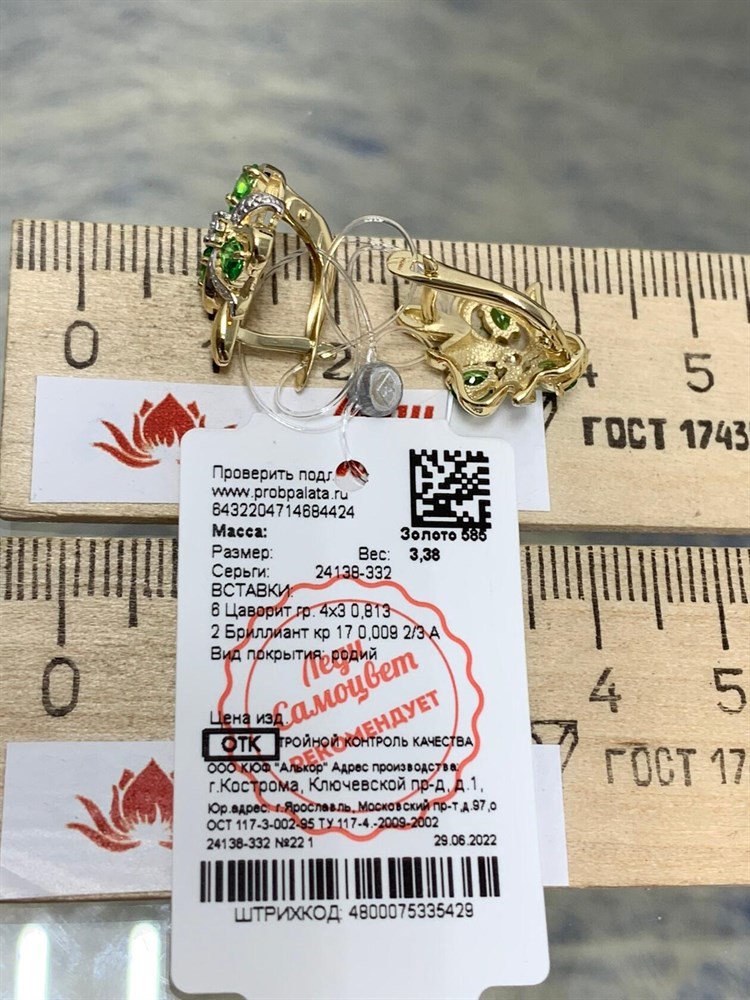 0 1 2 4 5
ГОСТ 1743
Проверить
www.probpalata.ru
6432204714684424
Масса: Золото 585
Размер: Вес: 3,38
Серьги: 24138-332
ВСТАВКИ:
6 Цаворит гр. 4х3 0,813
2 Бриллиант кр 17 0,009 2/3 А
Вид покрытия: родий
Леди
Самоцвет
РЕКОМЕНДУЕТ
Цена изд.
ОТК ТРОЙНОЙ КОНТРОЛЬ КАЧЕСТВА
ООО КЮФ "Алькор" Адрес производства:
г.Кострома, Ключевской пр-д, д.1,
Юр.адрес. г.Ярославль, Московский пр-т,д.97,о
ОСТ 117-3-002-95 ТУ 117-4.-2009-2002
24138-332 №22 1 29.06.2022
ШТРИХКОД: 4800075335429
0 4 5
ГОСТ 17